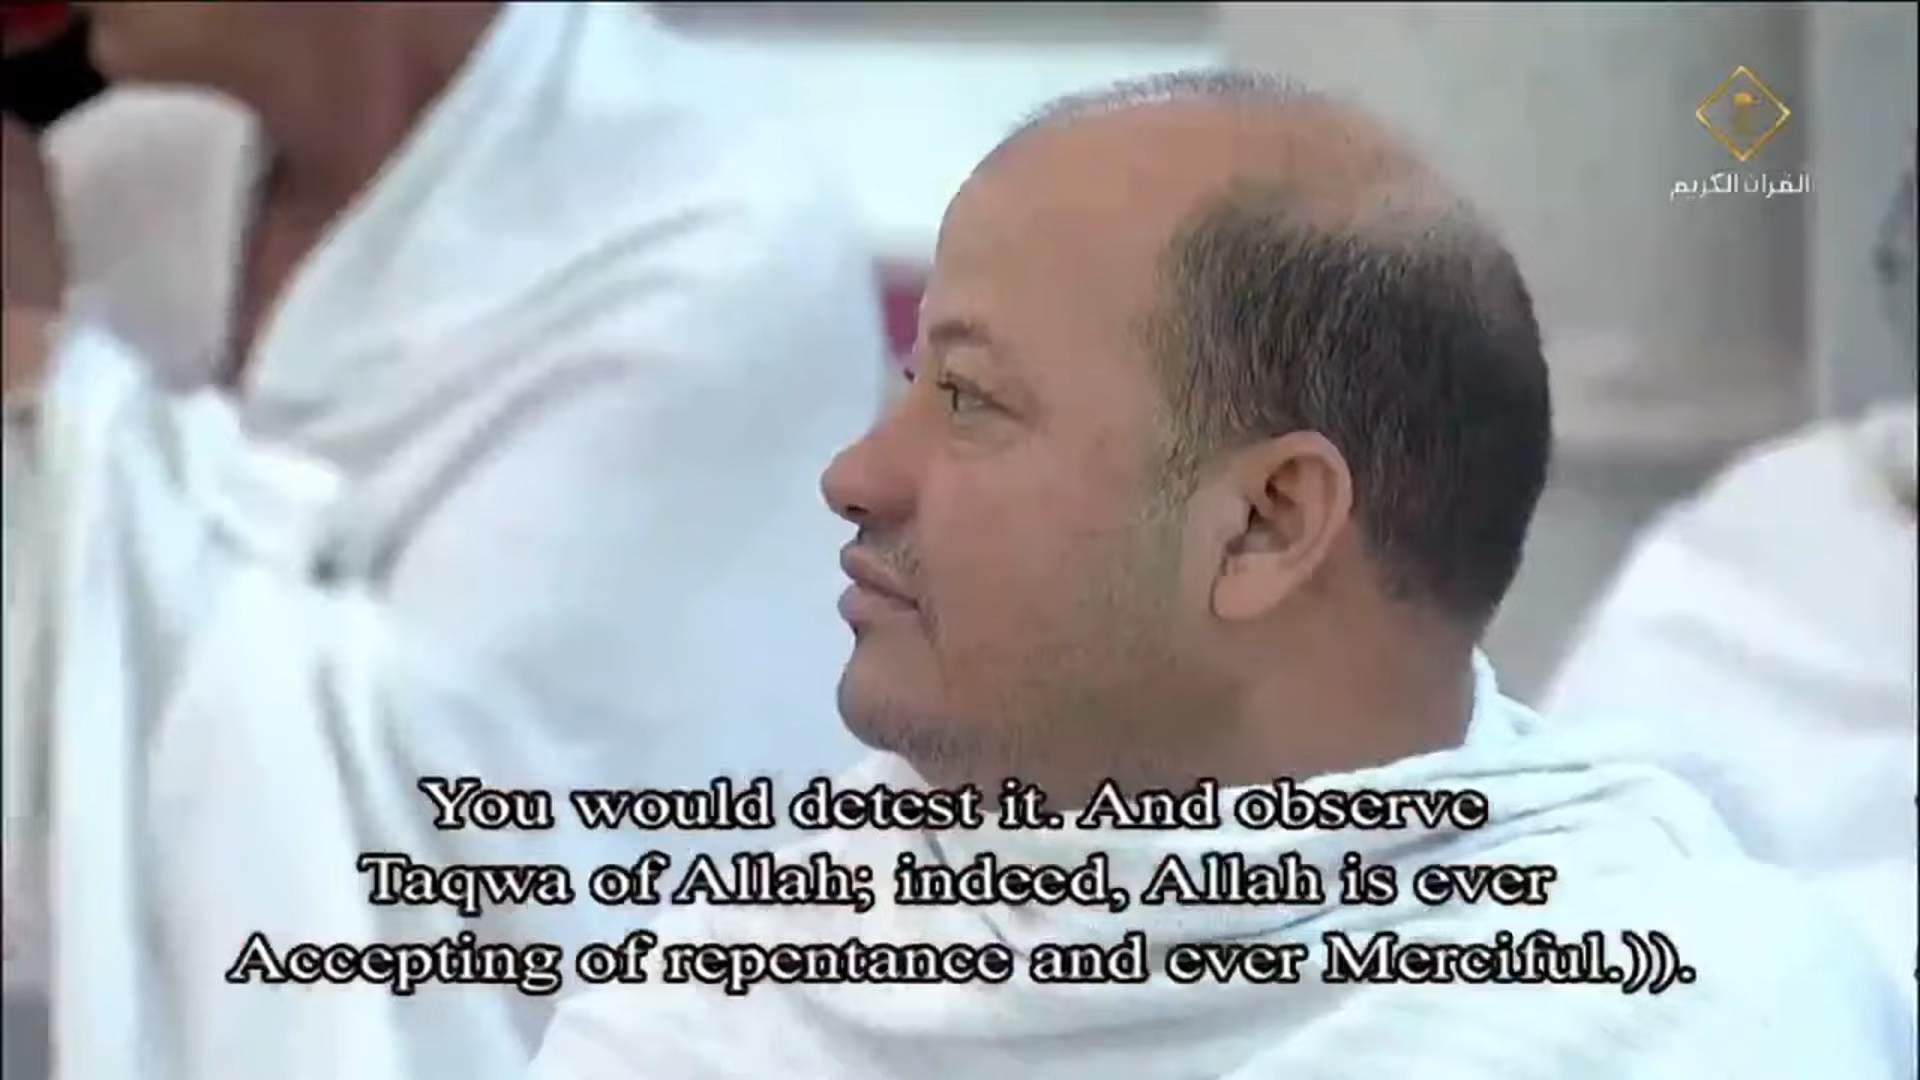 القرآن الكريم
You would detest it. And observe
Taqwa of Allah; indeed, Allah is ever
Accepting of repentance and ever Merciful.)).